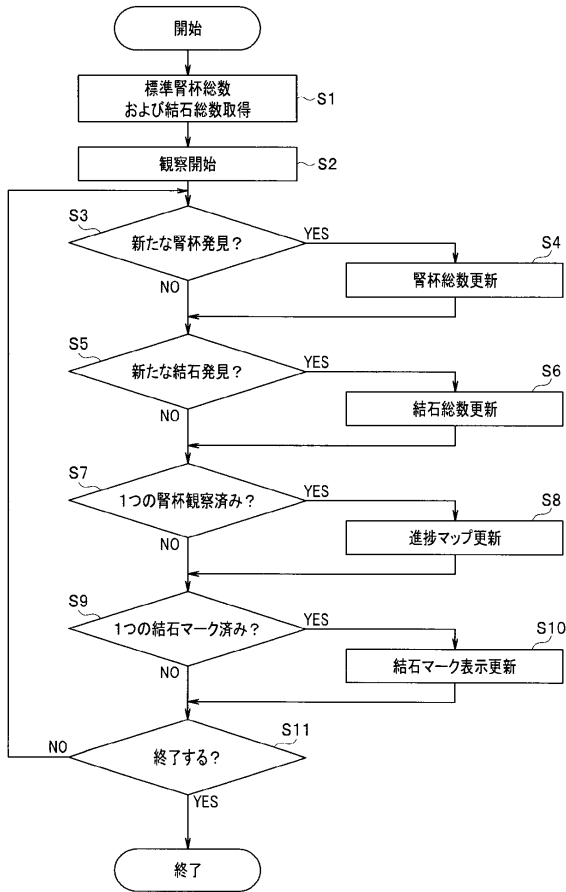 開始
標準腎杯総数
および結石総数取得
S1
観察開始
S2
S3
新たな腎杯発見?
YES
NO
S4
腎杯総数更新
S5
新たな結石発見?
YES
NO
S6
結石総数更新
S7
1つの腎杯観察済み?
YES
NO
S8
進捗マップ更新
S9
1つの結石マーク済み?
YES
NO
S10
結石マーク表示更新
S11
終了する?
NO
YES
終了